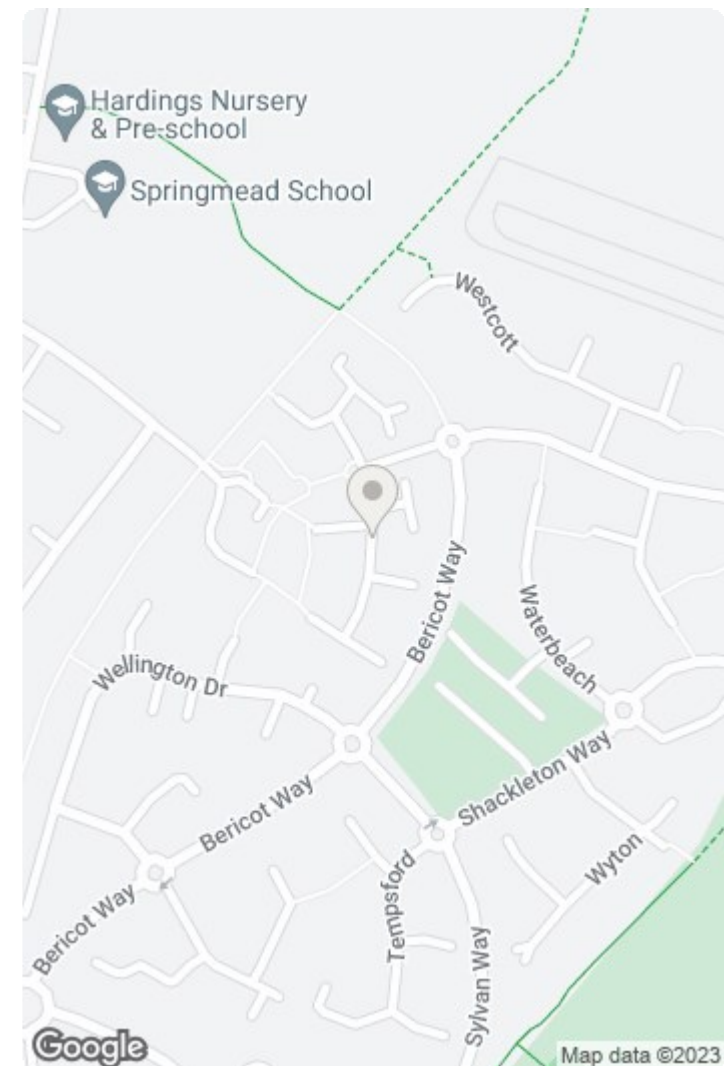 Hardings Nursery
& Pre-school
Springmead School
Westcott
Bericot Way
Waterbeach
Wellington Dr
Shackleton Way
Bericot Way
Tempsford
Wyton
Bericot Way
Sylvan Way
Google
Map data ©2023